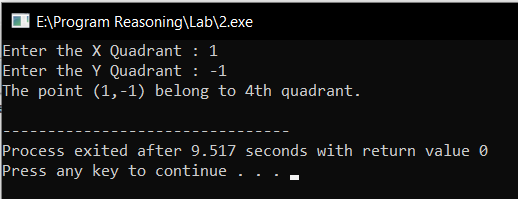 E:\Program Reasoning\Lab\2.exe
Enter the X Quadrant : 1
Enter the Y Quadrant : -1
The point (1,-1) belong to 4th quadrant.
--------------------------------
Process exited after 9.517 seconds with return value 0
Press any key to continue . . .